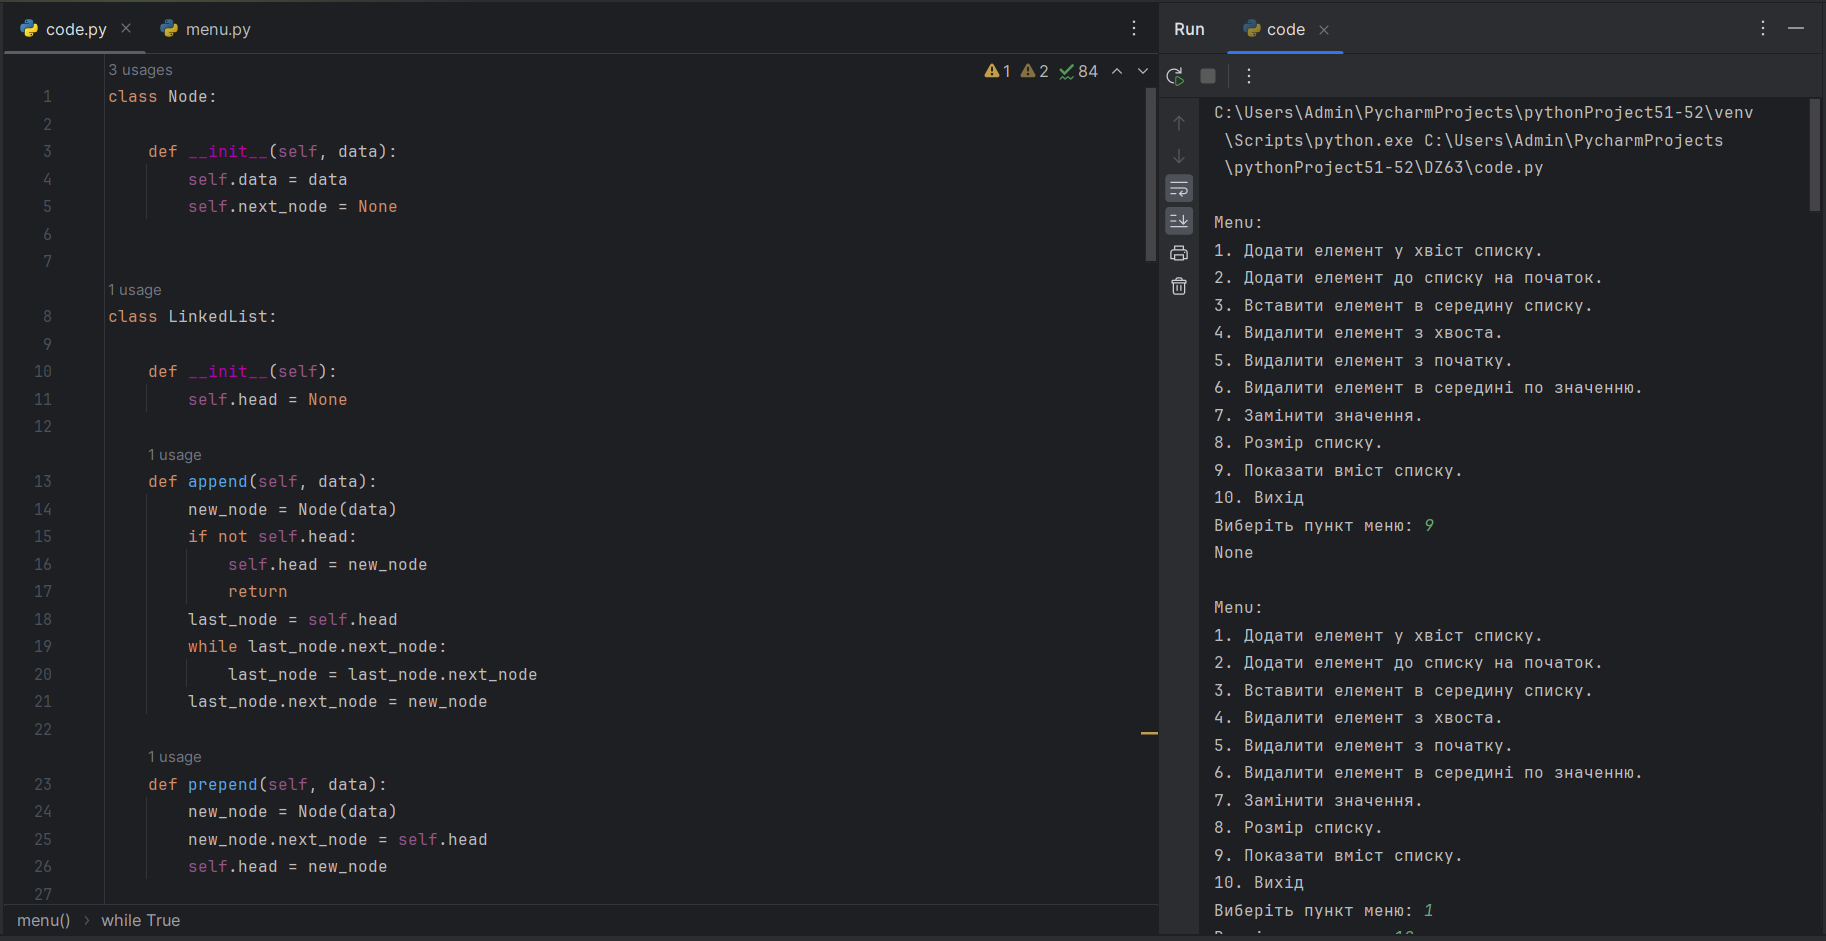 code.py
menu.py
3 usages
1
2
84
1 class Node:
2
3 def __init__(self, data):
4 self.data = data
5 self.next_node = None
6
7
1 usage
8 class LinkedList:
9
10 def __init__(self):
11 self.head = None
12
1 usage
13 def append(self, data):
14 new_node = Node(data)
15 if not self.head:
16 self.head = new_node
17 return
18 last_node = self.head
19 while last_node.next_node:
20 last_node = last_node.next_node
21 last_node.next_node = new_node
22
1 usage
23 def prepend(self, data):
24 new_node = Node(data)
25 new_node.next_node = self.head
26 self.head = new_node
27
menu() › while True
Run
code
C:\Users\Admin\PycharmProjects\pythonProject51-52\venv
\Scripts\python.exe C:\Users\Admin\PycharmProjects
\pythonProject51-52\DZ63\code.py
Menu:
1. Додати елемент у хвіст списку.
2. Додати елемент до списку на початок.
3. Вставити елемент в середину списку.
4. Видалити елемент з хвоста.
5. Видалити елемент з початку.
6. Видалити елемент в середині по значенню.
7. Замінити значення.
8. Розмір списку.
9. Показати вміст списку.
10. Вихід
Виберіть пункт меню: 9
None
Menu:
1. Додати елемент у хвіст списку.
2. Додати елемент до списку на початок.
3. Вставити елемент в середину списку.
4. Видалити елемент з хвоста.
5. Видалити елемент з початку.
6. Видалити елемент в середині по значенню.
7. Замінити значення.
8. Розмір списку.
9. Показати вміст списку.
10. Вихід
Виберіть пункт меню: 1